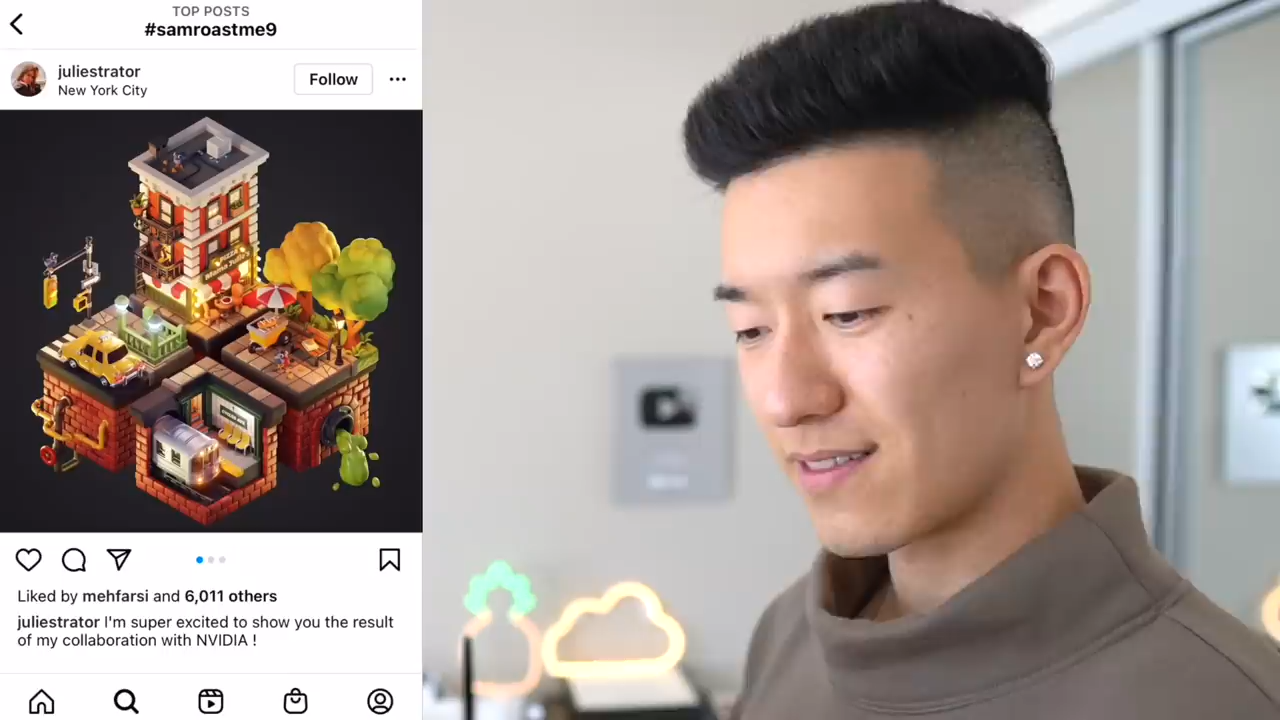 TOP POSTS
#samroastme9
juliestrator
New York City
Follow
PIZZA
Liked by mehfarsi and 6,011 others
juliestrator I'm super excited to show you the result
of my collaboration with NVIDIA !